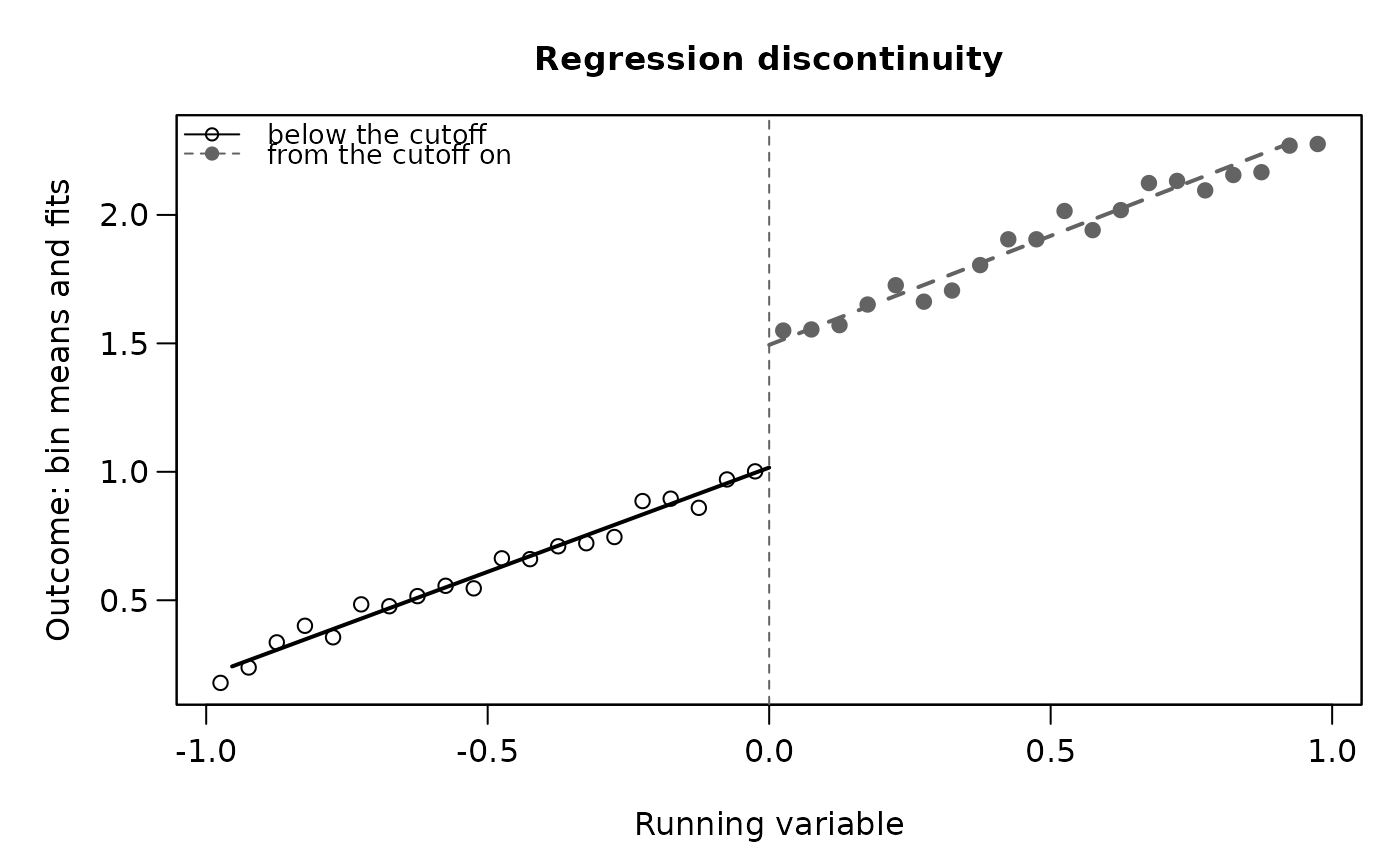 Regression discontinuity
below the cutoff
from the cutoff on
Outcome: bin means and fits
2.0
1.5
1.0
0.5
-1.0 -0.5 0.0 0.5 1.0
Running variable